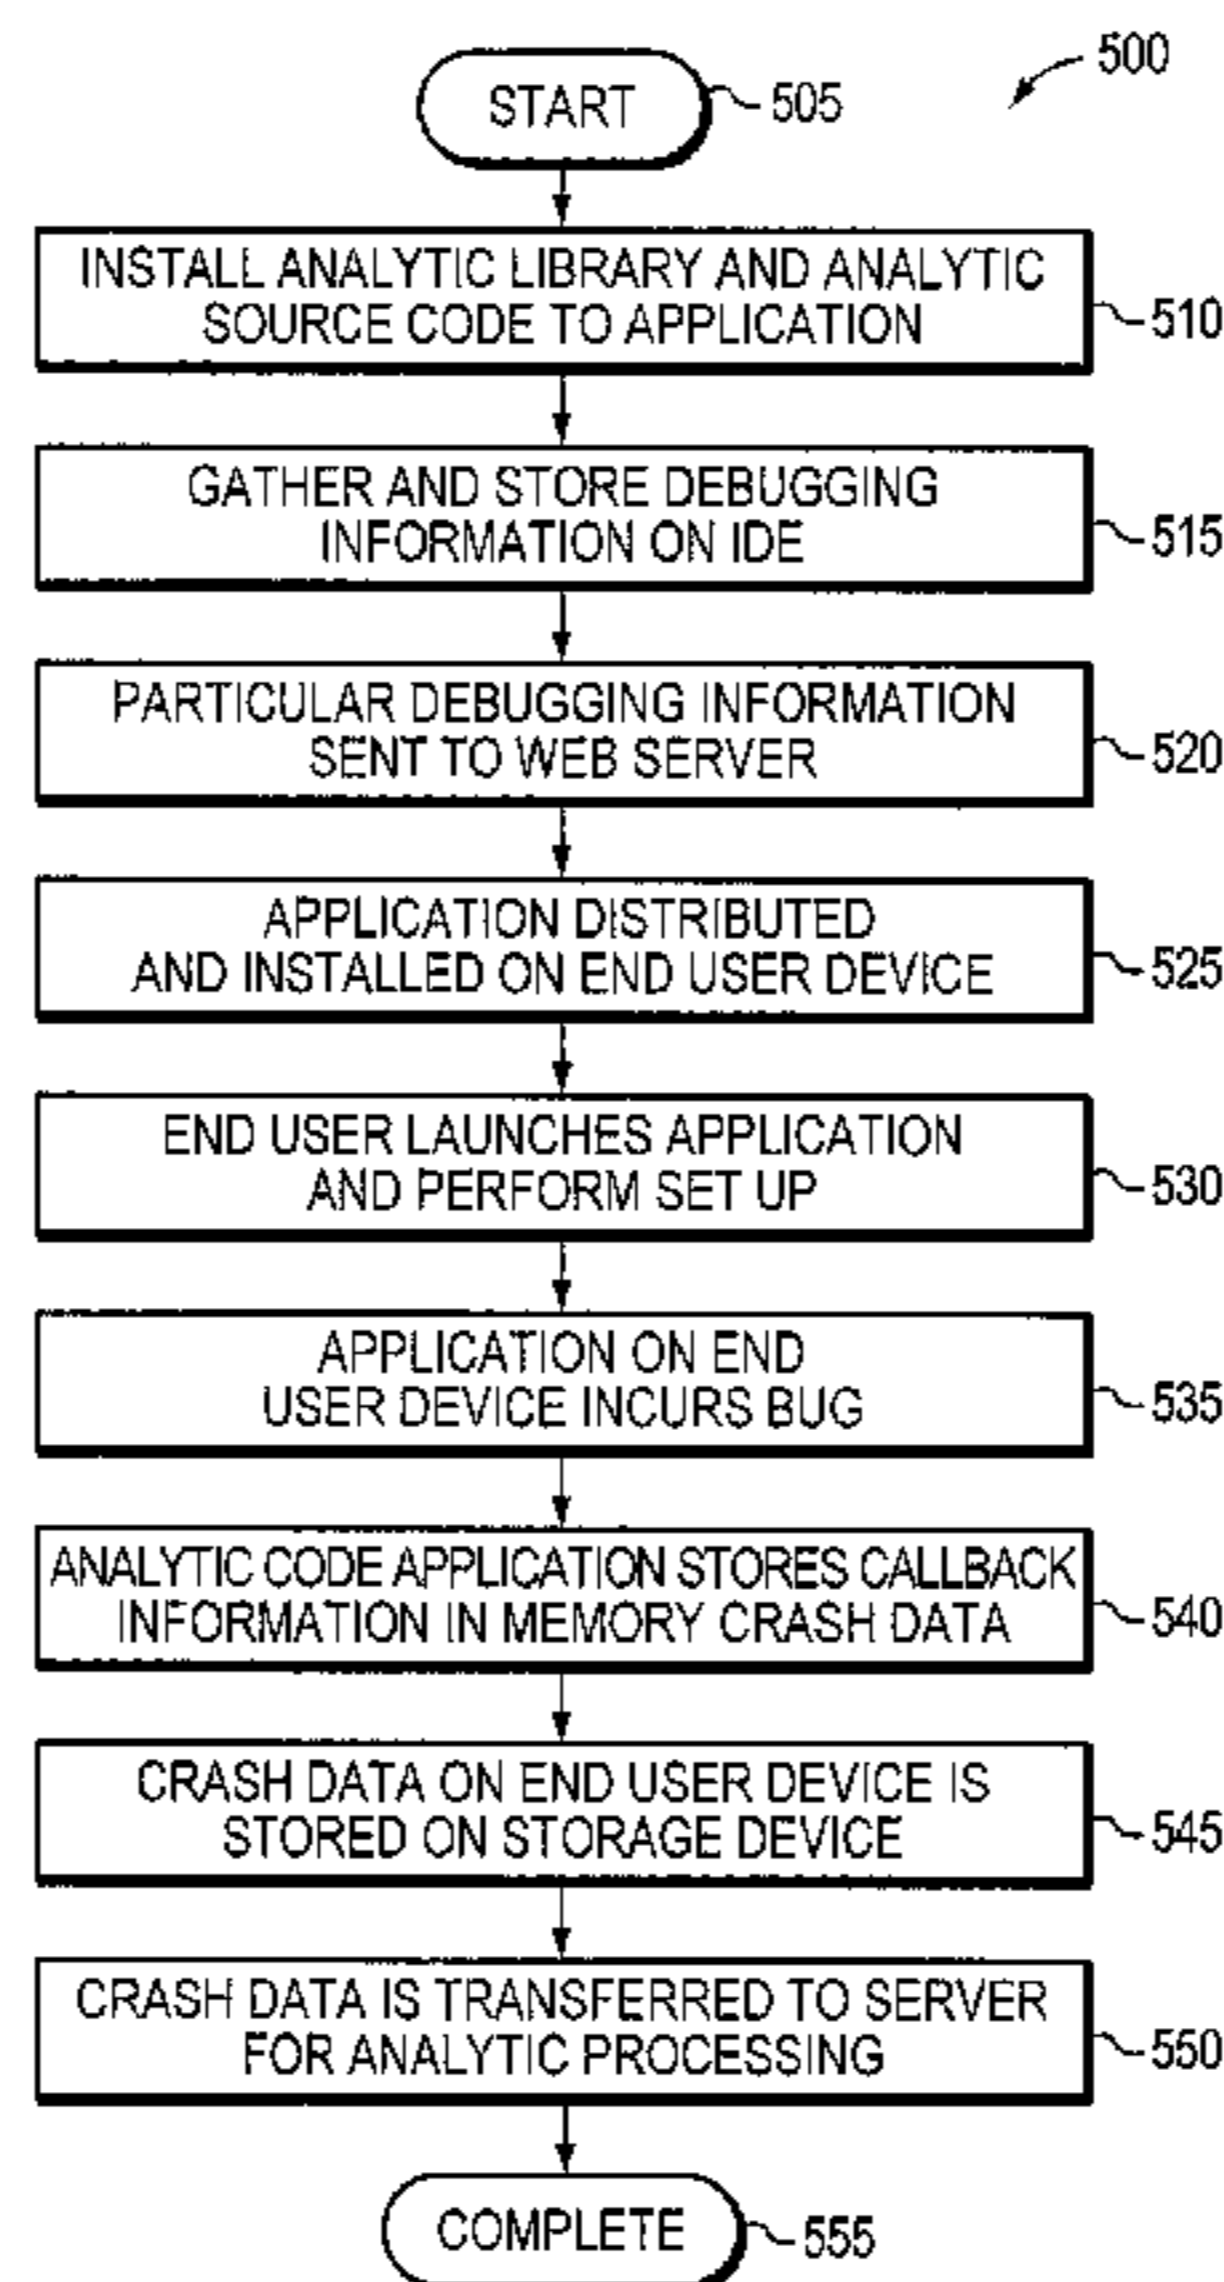 500
START
505
INSTALL ANALYTIC LIBRARY AND ANALYTIC
SOURCE CODE TO APPLICATION
510
GATHER AND STORE DEBUGGING
INFORMATION ON IDE
515
PARTICULAR DEBUGGING INFORMATION
SENT TO WEB SERVER
520
APPLICATION DISTRIBUTED
AND INSTALLED ON END USER DEVICE
525
END USER LAUNCHES APPLICATION
AND PERFORM SET UP
530
APPLICATION ON END
USER DEVICE INCURS BUG
535
ANALYTIC CODE APPLICATION STORES CALLBACK
INFORMATION IN MEMORY CRASH DATA
540
CRASH DATA ON END USER DEVICE IS
STORED ON STORAGE DEVICE
545
CRASH DATA IS TRANSFERRED TO SERVER
FOR ANALYTIC PROCESSING
550
COMPLETE
555